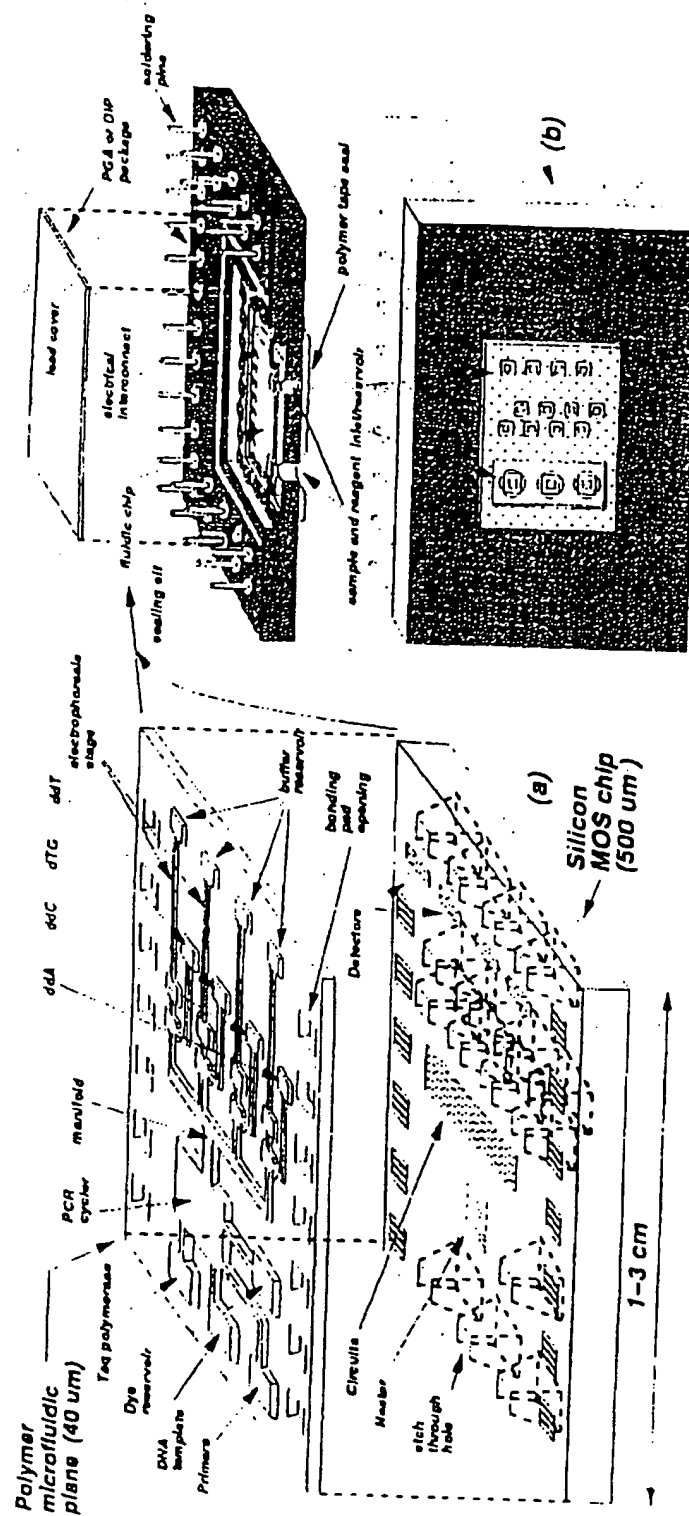 Polymer
microfluidic
plane (40 um)
Taq polymerase
Dye
reservoir
DNA
template
Primers
PCR
cycler
manifold
ddA
ddC
dTG
ddT
electrophoresis
stage
buffer
reservoir
bonding
pad
opening
Circuits
Heater
etch
through
hole
Detectors
(a)
Silicon
MOS chip
(500 um)
1-3 cm
lead cover
PGA or DIP
package
soldering
pins
electrical
interconnect
fluidic chip
sealing oil
sample and reagent inlet/reservoir
polymer tape seal
(b)